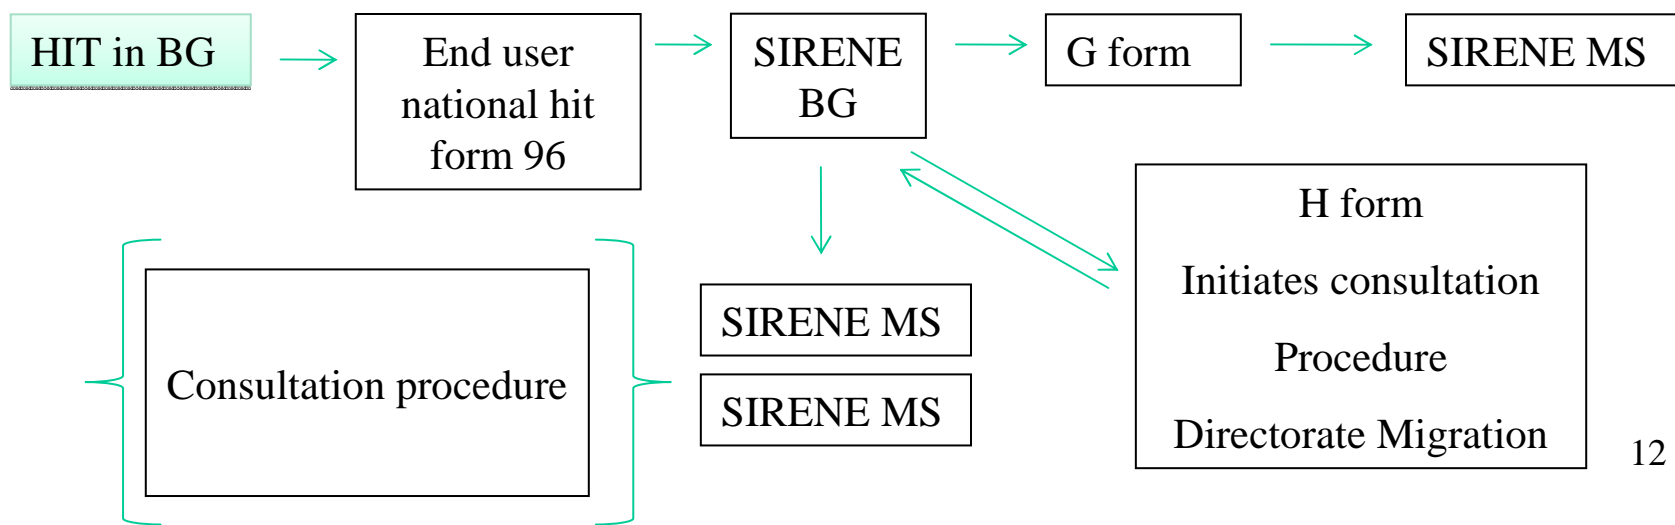 HIT in BG
End user
national hit
form 96
SIRENE
BG
G form
SIRENE MS
H form
Initiates consultation
Procedure
Directorate Migration
SIRENE MS
SIRENE MS
Consultation procedure
12